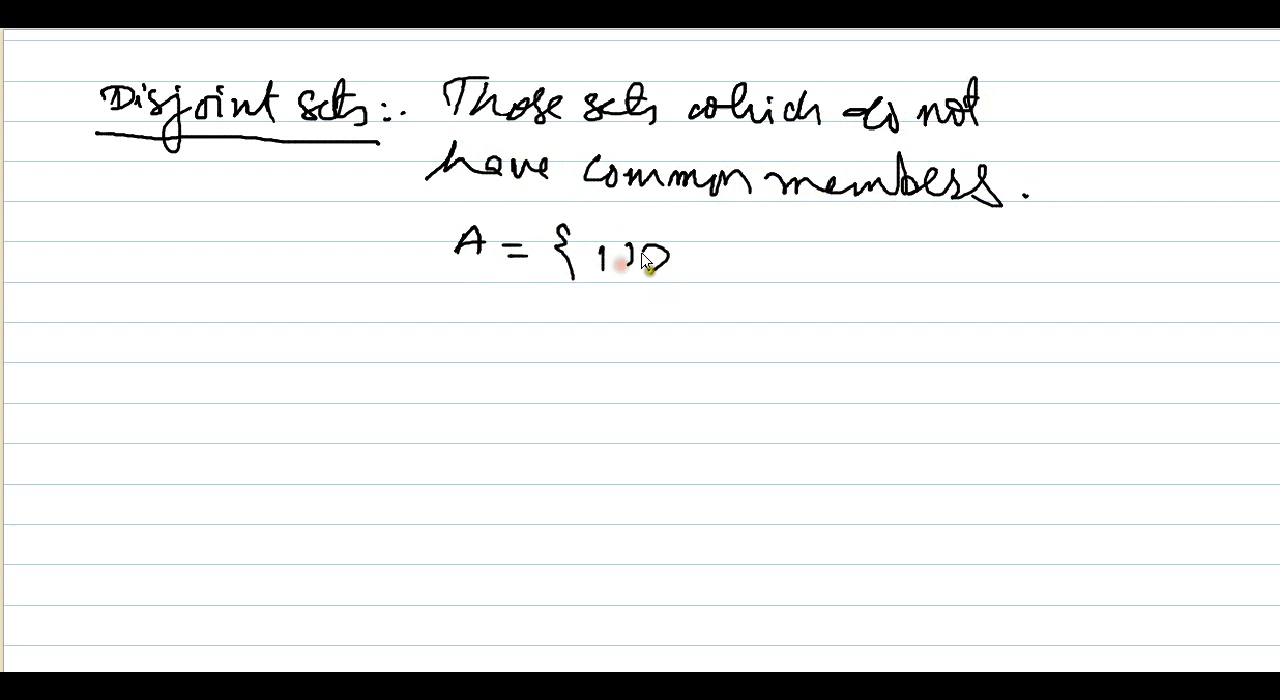 Disjoint sets:. Those sets which do not
have common members.
A = { 1,